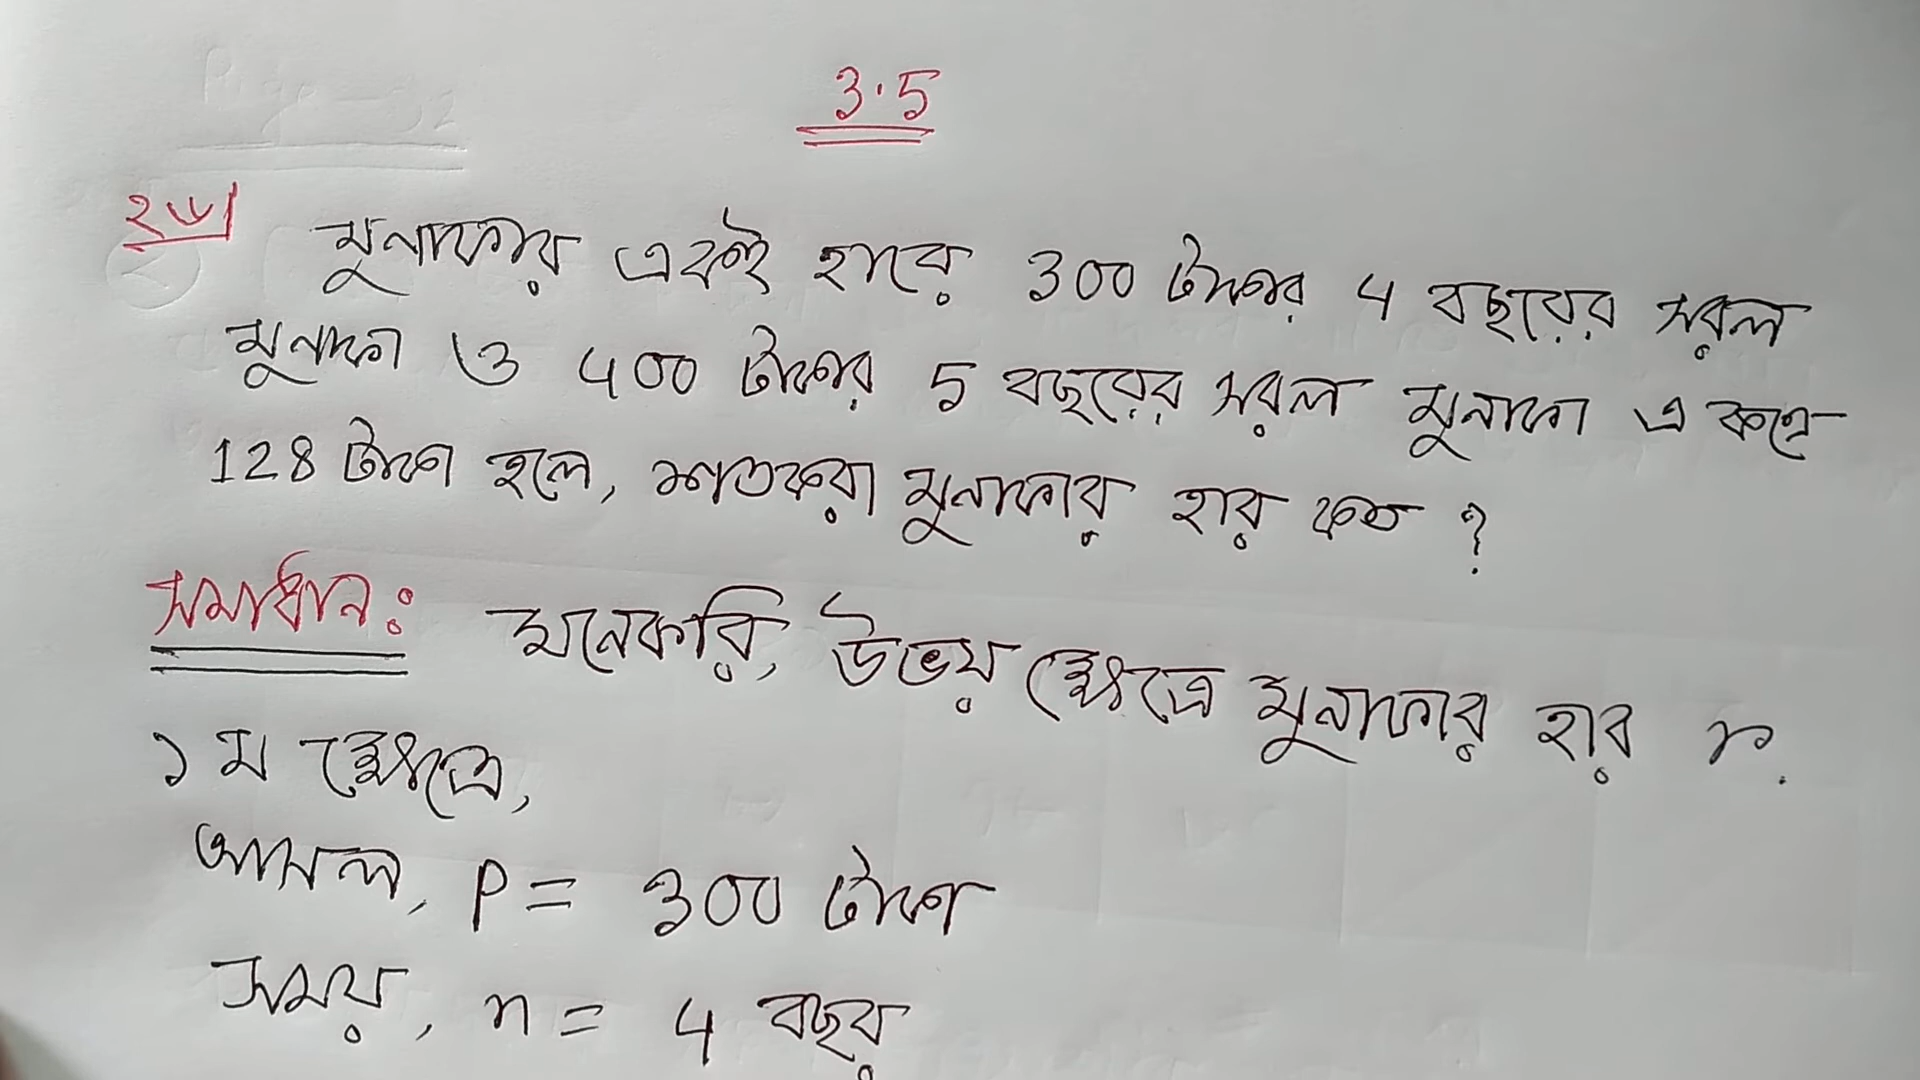 3.5
২৬। মুনাফার একই হারে 300 টাকার 4 বছরের সরল
মুনাফা ও 400 টাকার 5 বছরের সরল মুনাফা একত্রে
128 টাকা হলে, শতকরা মুনাফার হার কত ?
সমাধান: মনেকরি, উভয় ক্ষেত্রে মুনাফার হার r.
১ম ক্ষেত্রে,
আসল, P = 300 টাকা
সময়, n = 4 বছর